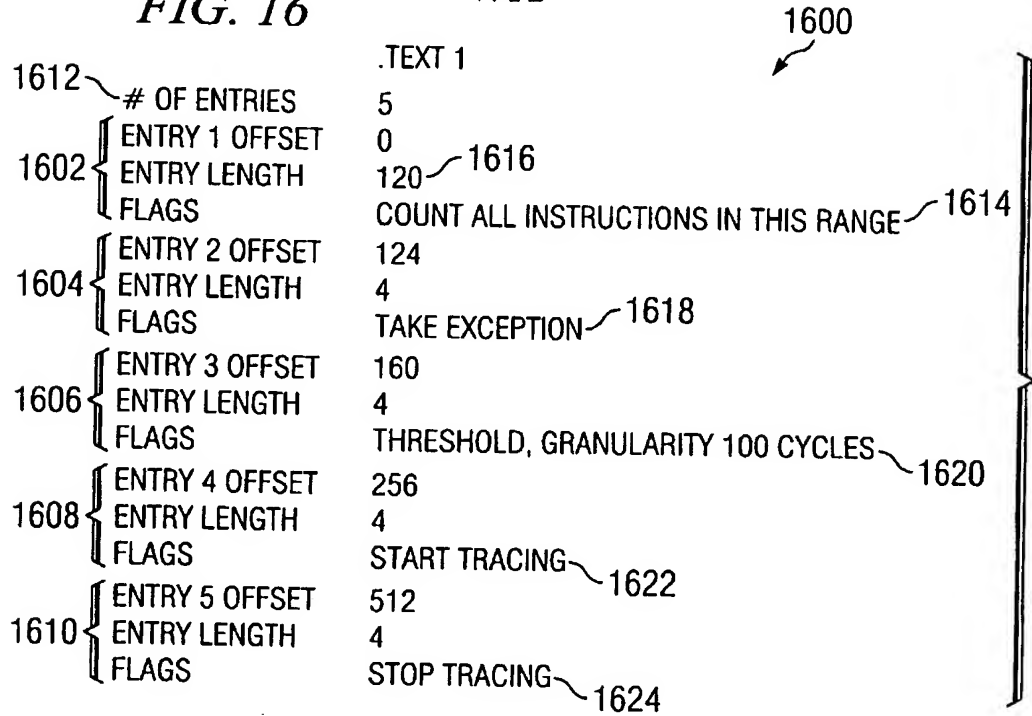 FIG. 16
1600
.TEXT 1
1612 # OF ENTRIES 5
ENTRY 1 OFFSET 0
1602 ENTRY LENGTH 120 1616
FLAGS COUNT ALL INSTRUCTIONS IN THIS RANGE 1614
ENTRY 2 OFFSET 124
1604 ENTRY LENGTH 4
FLAGS TAKE EXCEPTION 1618
ENTRY 3 OFFSET 160
1606 ENTRY LENGTH 4
FLAGS THRESHOLD, GRANULARITY 100 CYCLES 1620
ENTRY 4 OFFSET 256
1608 ENTRY LENGTH 4
FLAGS START TRACING 1622
ENTRY 5 OFFSET 512
1610 ENTRY LENGTH 4
FLAGS STOP TRACING 1624